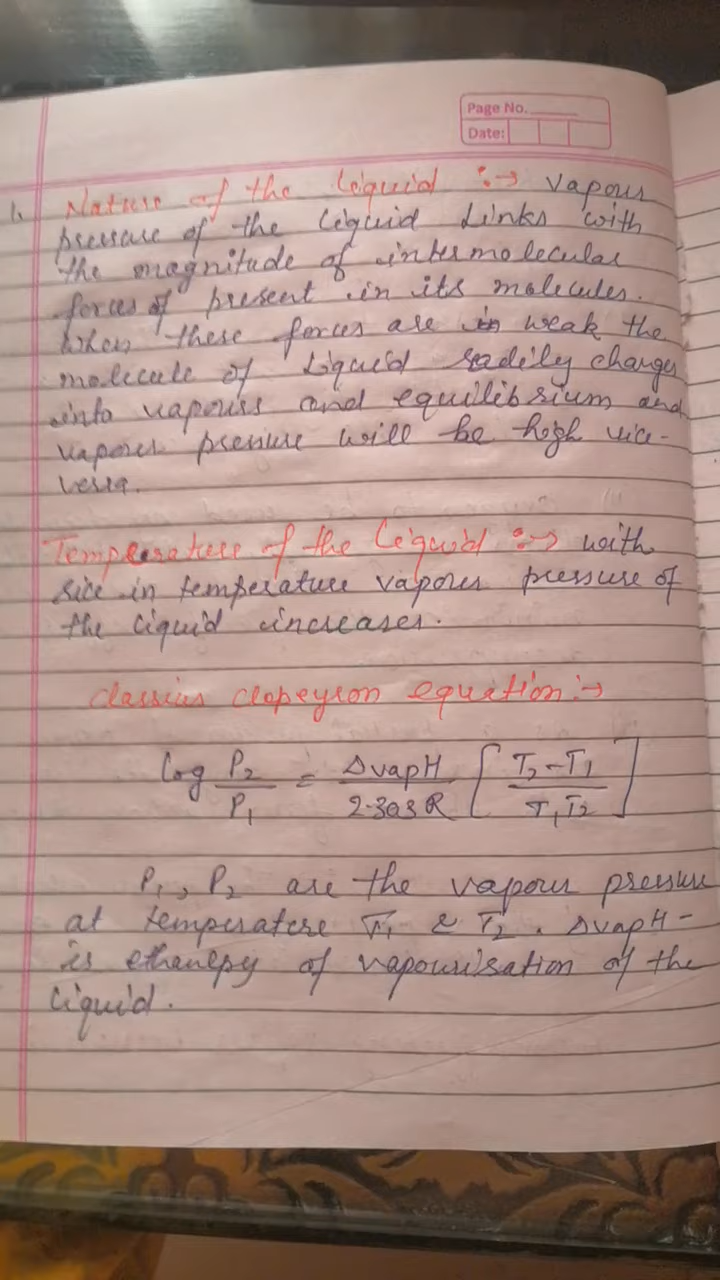 Page No.
Date:
1. Nature of the liquid :→ vapour
pressure of the liquid links with
the magnitude of intermolecular
forces of present in its molecules.
When these forces are in weak the
molecule of liquid readily changes
into vapours and equilibrium and
vapour pressure will be high vice-
versa.
Temperature of the liquid :→ with
rise in temperature vapour pressure of
the liquid increases.
Classius Clapeyron equation :→
log P₂/P₁ = ΔvapH/2.303R [T₂-T₁/T₁T₂]
P₁, P₂ are the vapour pressure
at temperature T₁ & T₂. ΔvapH-
is ethanlpy of vapourisation of the
liquid.